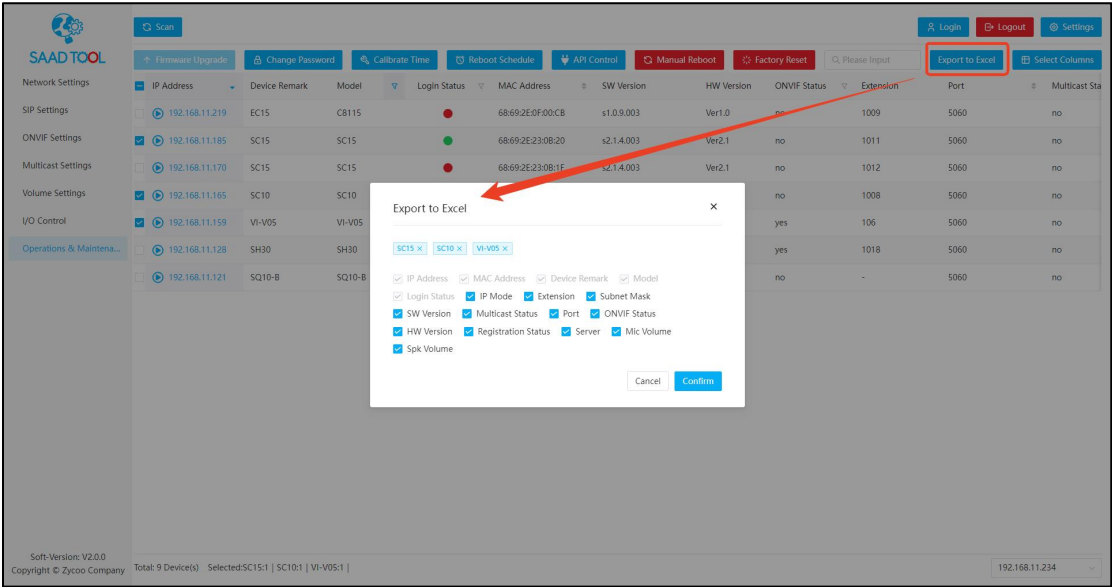 Scan
Login
Logout
Settings
SAAD TOOL
Firmware Upgrade
Change Password
Calibrate Time
Reboot Schedule
API Control
Manual Reboot
Factory Reset
Please Input
Export to Excel
Select Columns
Network Settings
SIP Settings
ONVIF Settings
Multicast Settings
Volume Settings
I/O Control
Operations & Maintena...
IP Address Device Remark Model Login Status MAC Address SW Version HW Version ONVIF Status Extension Port Multicast Sta
192.168.11.219 EC15 C8115 68:69:2E:0F:00:CB s1.0.9.003 Ver1.0 no 1009 5060 no
192.168.11.185 SC15 SC15 68:69:2E:23:0B:20 s2.1.4.003 Ver2.1 no 1011 5060 no
192.168.11.170 SC15 SC15 68:69:2E:23:0B:1F s2.1.4.003 Ver2.1 no 1012 5060 no
192.168.11.165 SC10 SC10 no 1008 5060 no
192.168.11.159 VI-V05 VI-V05 yes 106 5060 no
192.168.11.128 SH30 SH30 yes 1018 5060 no
192.168.11.121 SQ10-B SQ10-B no - 5060 no
Export to Excel
SC15 × SC10 × VI-V05 ×
IP Address MAC Address Device Remark Model
Login Status IP Mode Extension Subnet Mask
SW Version Multicast Status Port ONVIF Status
HW Version Registration Status Server Mic Volume
Spk Volume
Cancel Confirm
Soft-Version: V2.0.0
Copyright © Zycoo Company
Total: 9 Device(s) Selected:SC15:1 | SC10:1 | VI-V05:1 |
192.168.11.234